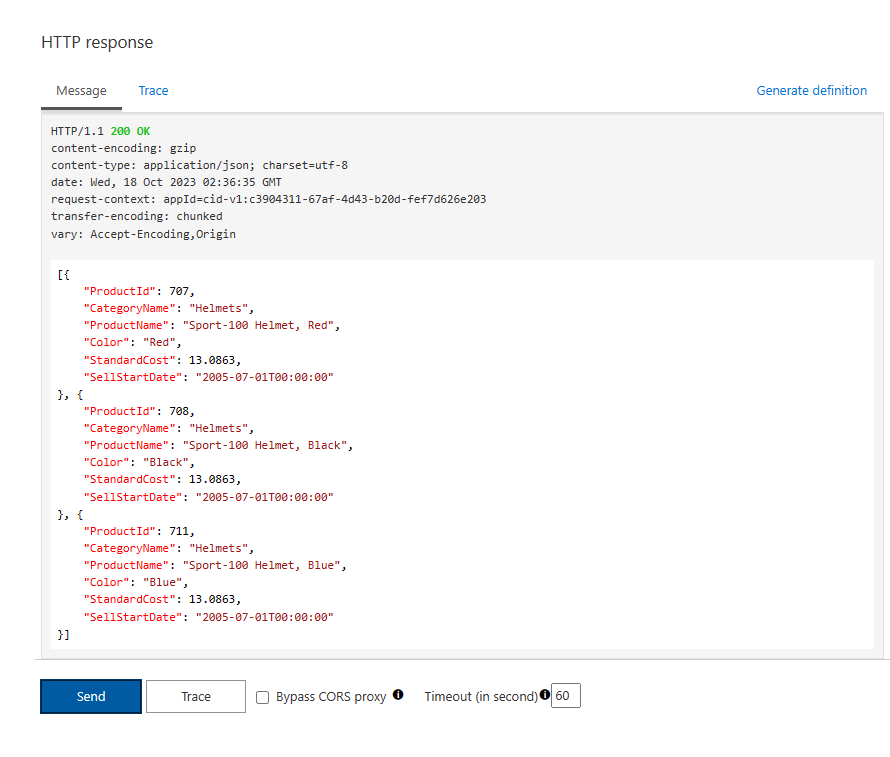 HTTP response
Message Trace Generate definition
HTTP/1.1 200 OK
content-encoding: gzip
content-type: application/json; charset=utf-8
date: Wed, 18 Oct 2023 02:36:35 GMT
request-context: appId=cid-v1:c3904311-67af-4d43-b20d-fef7d626e203
transfer-encoding: chunked
vary: Accept-Encoding,Origin
[{
    "ProductId": 707,
    "CategoryName": "Helmets",
    "ProductName": "Sport-100 Helmet, Red",
    "Color": "Red",
    "StandardCost": 13.0863,
    "SellStartDate": "2005-07-01T00:00:00"
}, {
    "ProductId": 708,
    "CategoryName": "Helmets",
    "ProductName": "Sport-100 Helmet, Black",
    "Color": "Black",
    "StandardCost": 13.0863,
    "SellStartDate": "2005-07-01T00:00:00"
}, {
    "ProductId": 711,
    "CategoryName": "Helmets",
    "ProductName": "Sport-100 Helmet, Blue",
    "Color": "Blue",
    "StandardCost": 13.0863,
    "SellStartDate": "2005-07-01T00:00:00"
}]
Send Trace Bypass CORS proxy Timeout (in second) 60